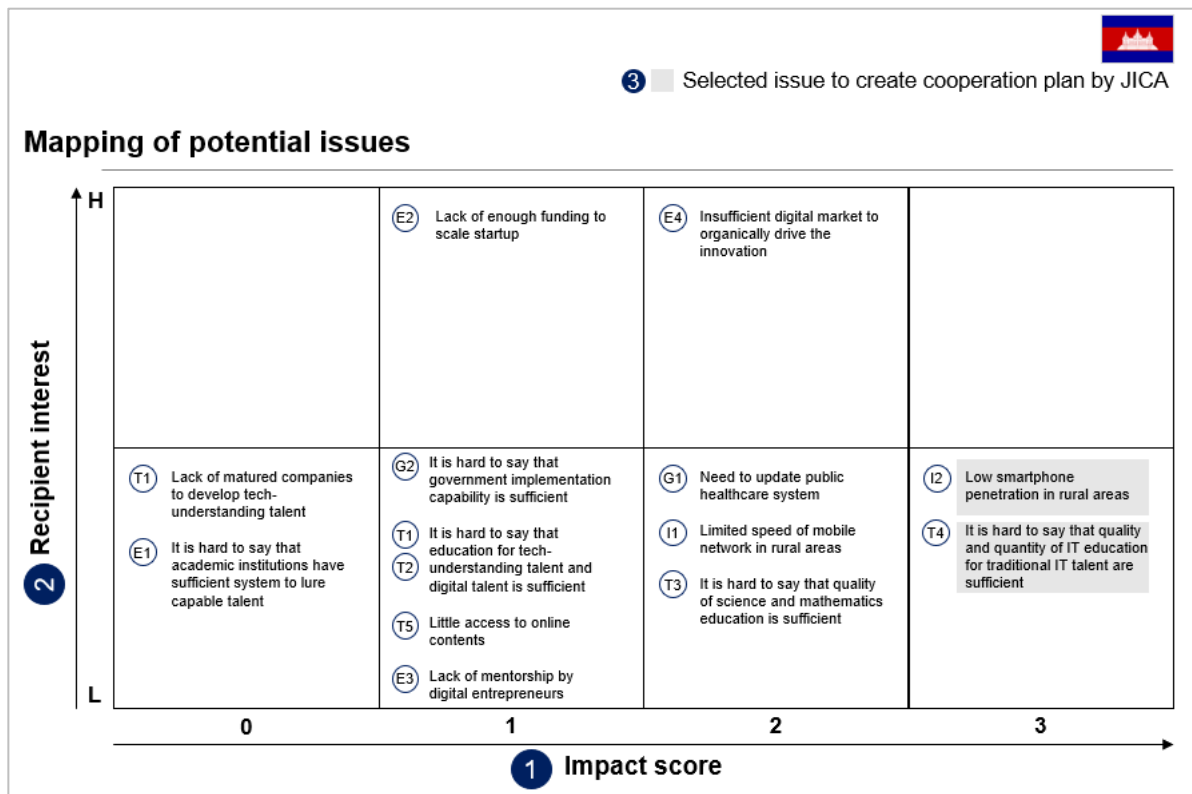 3 Selected issue to create cooperation plan by JICA
Mapping of potential issues
2 Recipient interest
H
E2 Lack of enough funding to
scale startup
E4 Insufficient digital market to
organically drive the
innovation
T1 Lack of matured companies
to develop tech-
understanding talent
E1 It is hard to say that
academic institutions have
sufficient system to lure
capable talent
G2 It is hard to say that
government implementation
capability is sufficient
T1 It is hard to say that
education for tech-
T2 understanding talent and
digital talent is sufficient
T5 Little access to online
contents
E3 Lack of mentorship by
digital entrepreneurs
G1 Need to update public
healthcare system
I1 Limited speed of mobile
network in rural areas
T3 It is hard to say that quality
of science and mathematics
education is sufficient
I2 Low smartphone
penetration in rural areas
T4 It is hard to say that quality
and quantity of IT education
for traditional IT talent are
sufficient
L
0 1 2 3
1 Impact score